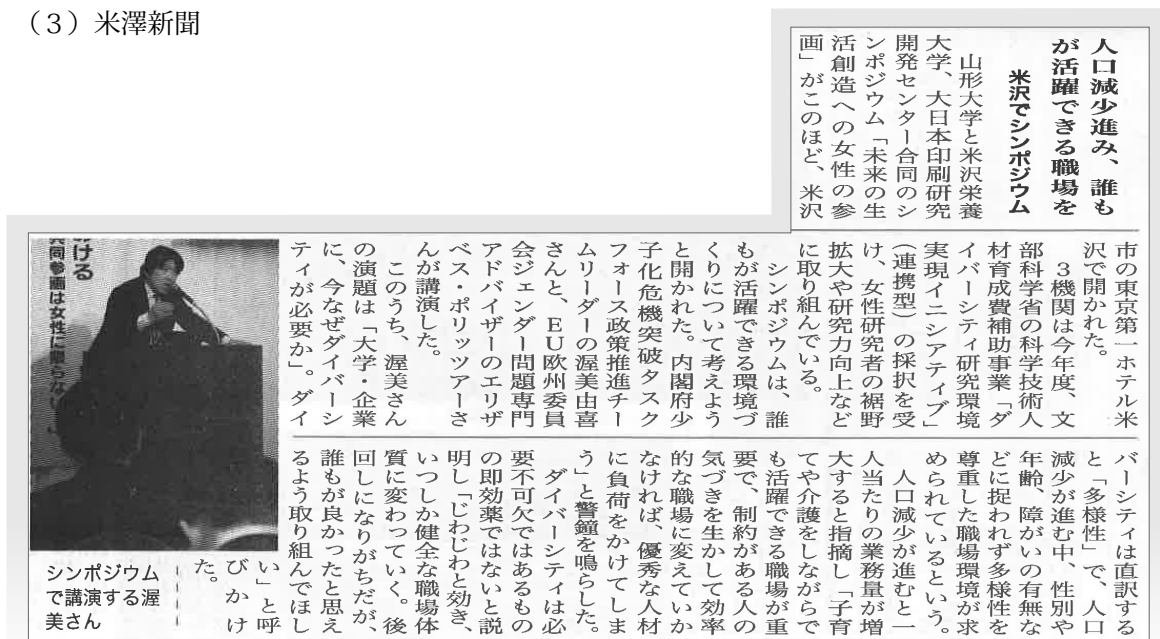 （３）米澤新聞
人口減少進み、誰も
が活躍できる職場を
米沢でシンポジウム
山形大学と米沢栄養
大学、大日本印刷研究
開発センター合同のシ
ンポジウム「未来の生
活創造への女性の参
画」がこのほど、米沢
市の東京第一ホテル米
沢で開かれた。
３機関は今年度、文
部科学省の科学技術人
材育成費補助事業「ダ
イバーシティ研究環境
実現イニシアティブ」
（連携型）の採択を受
け、女性研究者の裾野
拡大や研究力向上など
に取り組んでいる。
シンポジウムは、誰
もが活躍できる環境づ
くりについて考えよう
と開かれた。内閣府少
子化危機突破タスク
フォース政策推進チー
ムリーダーの渥美由喜
さんと、ＥＵ欧州委員
会ジェンダー問題専門
アドバイザーのエリザ
ベス・ポリッツアーさ
んが講演した。
このうち、渥美さん
の演題は「大学・企業
に、今なぜダイバーシ
ティが必要か」。ダイ
バーシティは直訳する
と「多様性」で、人口
減少が進む中、性別や
年齢、障がいの有無な
どに捉われず多様性を
尊重した職場環境が求
められているという。
人口減少が進むと一
人当たりの業務量が増
大すると指摘し「子育
てや介護をしながらで
も活躍できる職場が重
要で、制約がある人の
気づきを生かして効率
的な職場に変えていか
なければ、優秀な人材
に負荷をかけてしま
う」と警鐘を鳴らした。
ダイバーシティは必
要不可欠ではあるもの
の即効薬ではないと説
明し「じわじわと効き、
いつしか健全な職場体
質に変わっていく。後
回しになりがちだが、
誰もが良かったと思え
るよう取り組んでほし
い」と呼
びかけ
た。
ける
共同参画は女性に限らない
シンポジウム
で講演する渥
美さん